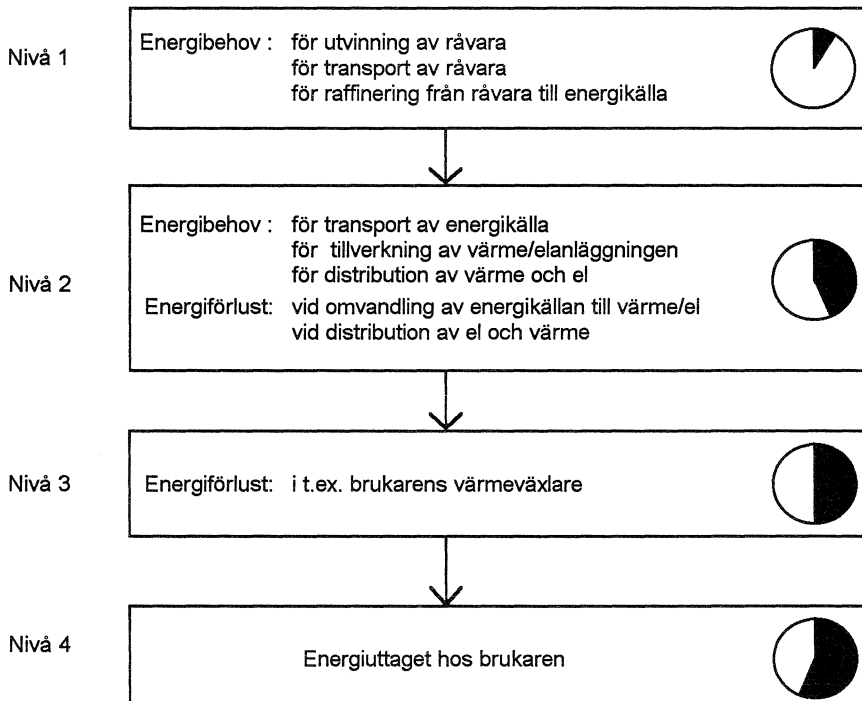 Nivå 1
Energibehov : för utvinning av råvara
för transport av råvara
för raffinering från råvara till energikälla
Nivå 2
Energibehov : för transport av energikälla
för tillverkning av värme/elanläggningen
för distribution av värme och el
Energiförlust: vid omvandling av energikällan till värme/el
vid distribution av el och värme
Nivå 3
Energiförlust: i t.ex. brukarens värmeväxlare
Nivå 4
Energiuttaget hos brukaren